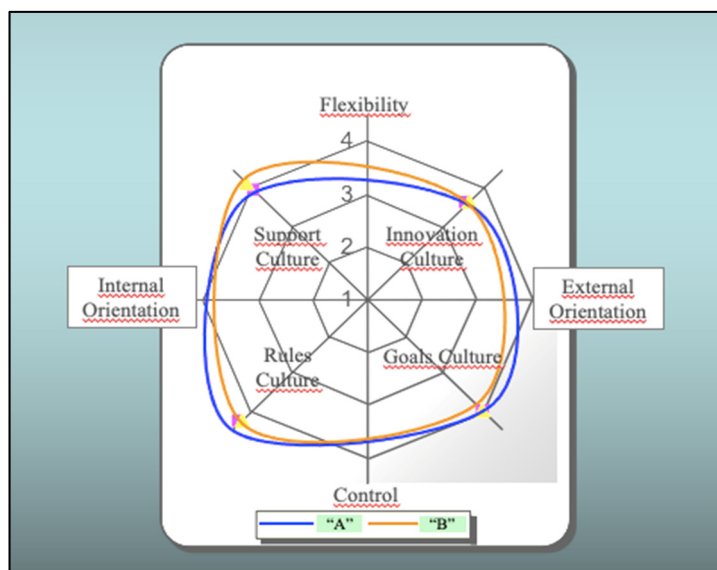 Flexibility
4
3
Support
Culture
Innovation
Culture
2
Internal
Orientation
1
External
Orientation
Rules
Culture
Goals Culture
Control
“A”
“B”